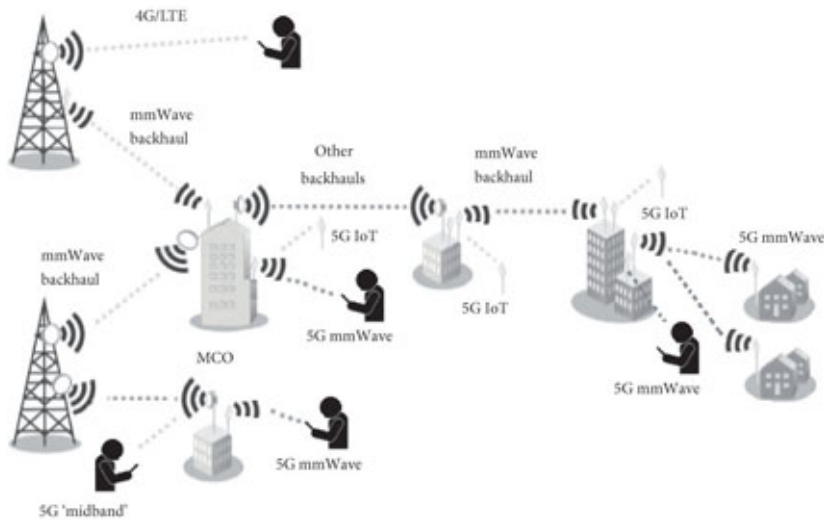 4G/LTE
mmWave
backhaul
Other
backhauls
mmWave
backhaul
5G IoT
5G IoT
5G mmWave
mmWave
backhaul
5G IoT
5G mmWave
MCO
5G mmWave
5G mmWave
5G 'midband'